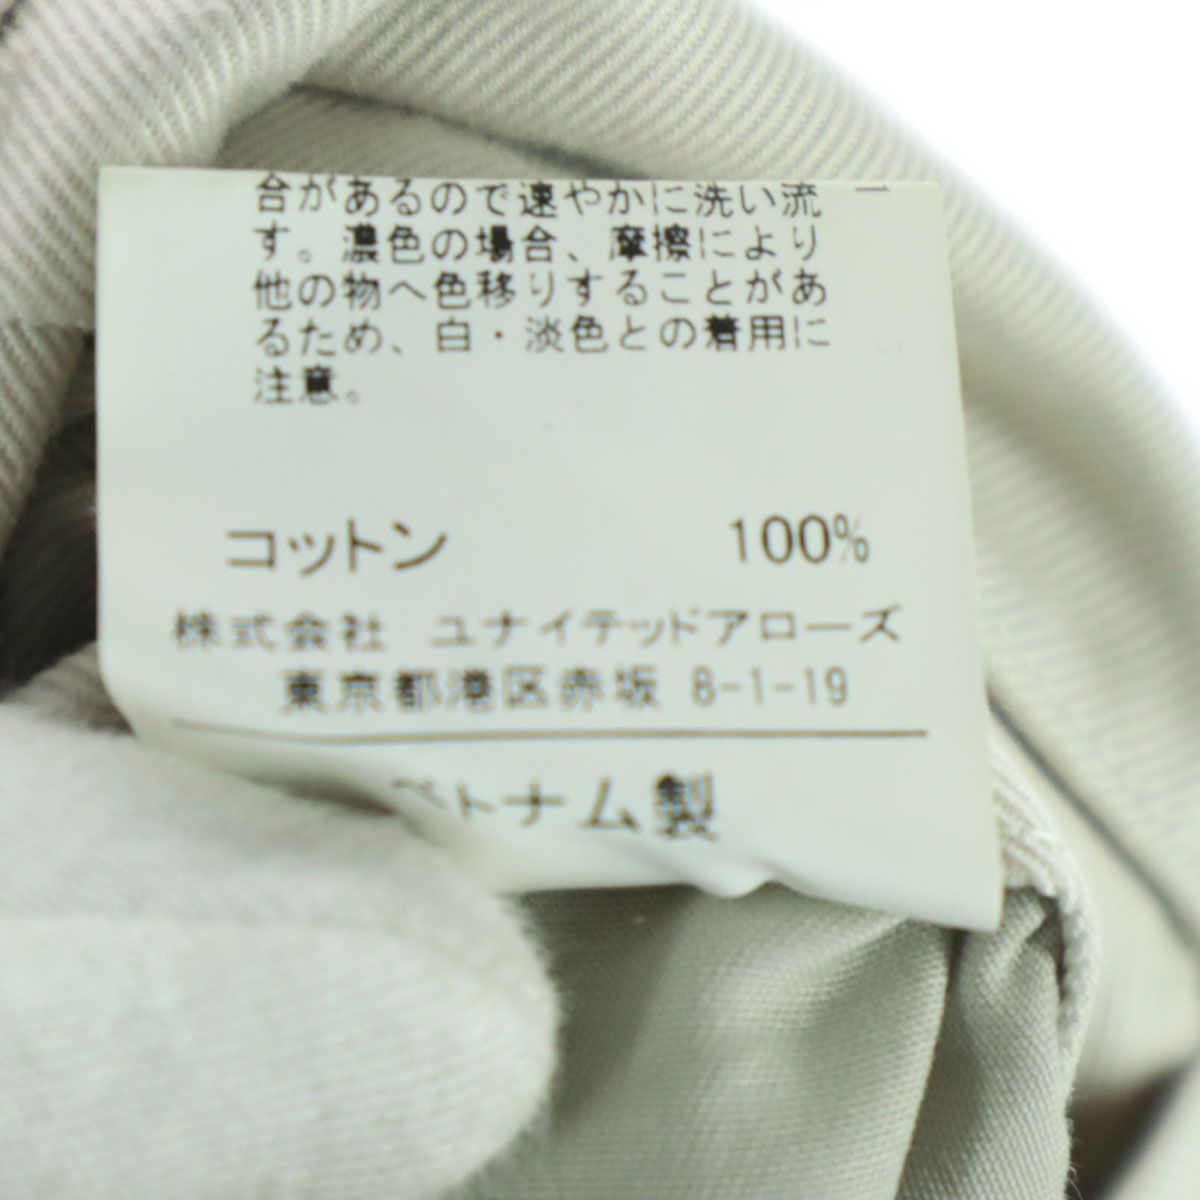 合があるので速やかに洗い流
す。濃色の場合、摩擦により
他の物へ色移りすることがあ
るため、白・淡色との着用に
注意。
コットン 100%
株式会社 ユナイテッドアローズ
東京都港区赤坂 8-1-19
ベトナム製